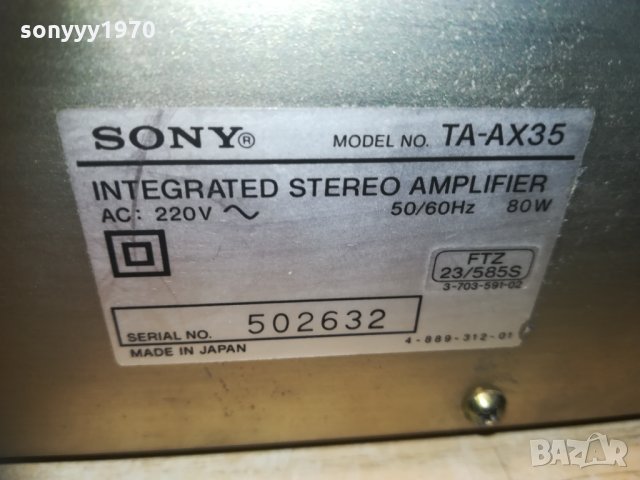 sonyyy1970
SONY® MODEL NO. TA-AX35
INTEGRATED STEREO AMPLIFIER
AC: 220V ~ 50/60Hz 80W
FTZ
23/585S
3-703-591-02
SERIAL NO. 502632
4-889-312-01
MADE IN JAPAN
BAZAR